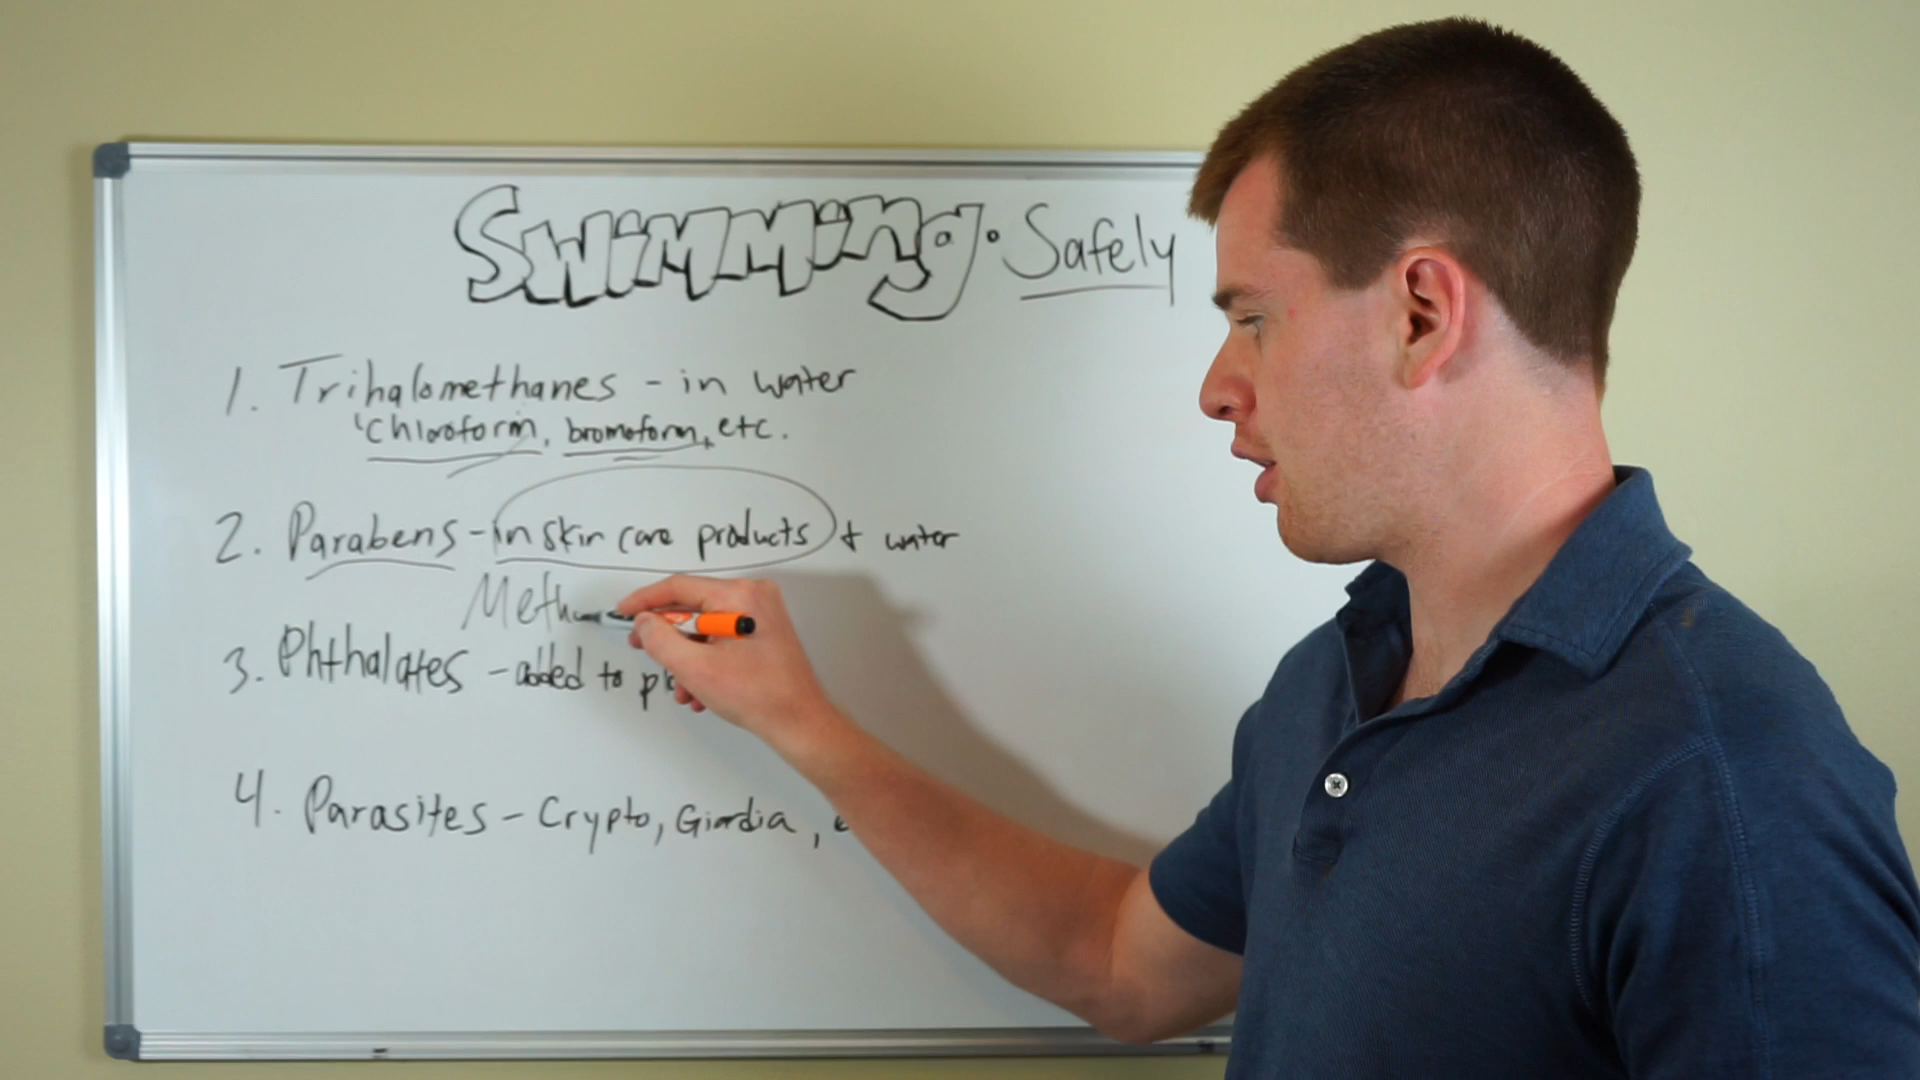 Swimming. Safely
1. Trihalomethanes - in water
Chloroform, bromoform, etc.
2. Parabens - in skin care products + water
3. Phthalates - added to
4. Parasites - Crypto, Giardia,